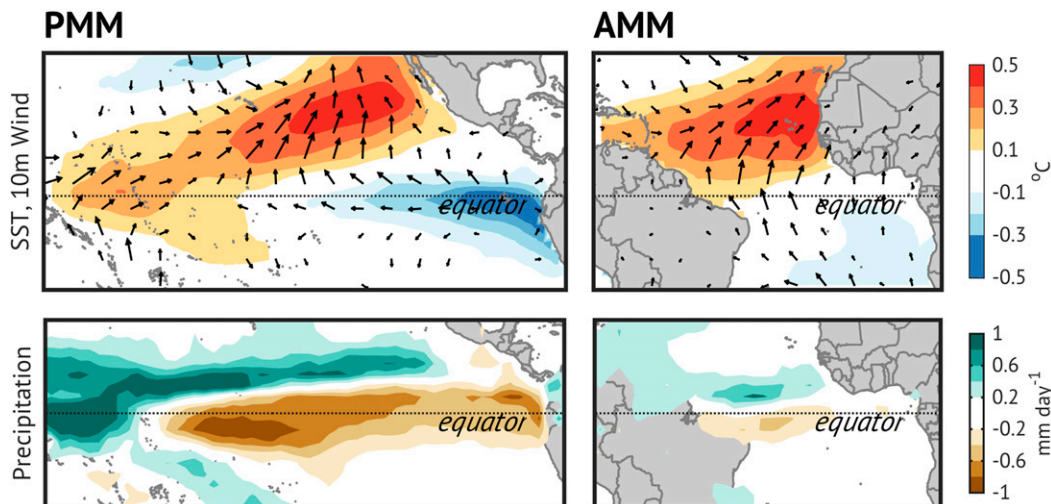 PMM
AMM
SST, 10m Wind
equator
equator
0.5
0.3
0.1
-0.1
-0.3
-0.5
°C
Precipitation
equator
equator
1
0.6
0.2
-0.2
-0.6
-1
mm day⁻¹